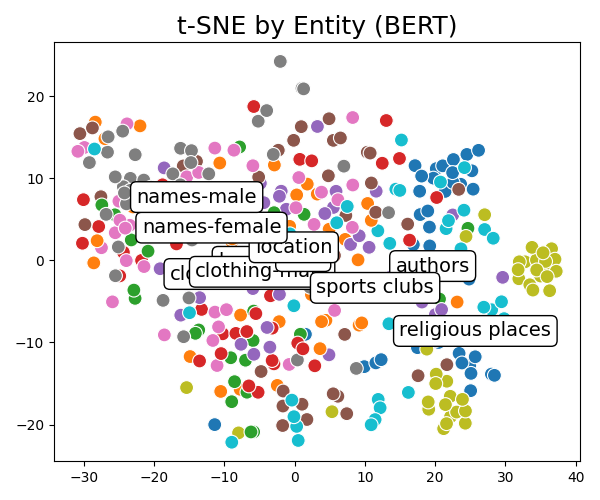 t-SNE by Entity (BERT)
20
10
0
−10
−20
names-male
names-female
location
authors
sports clubs
religious places
−30
−20
−10
0
10
20
30
40